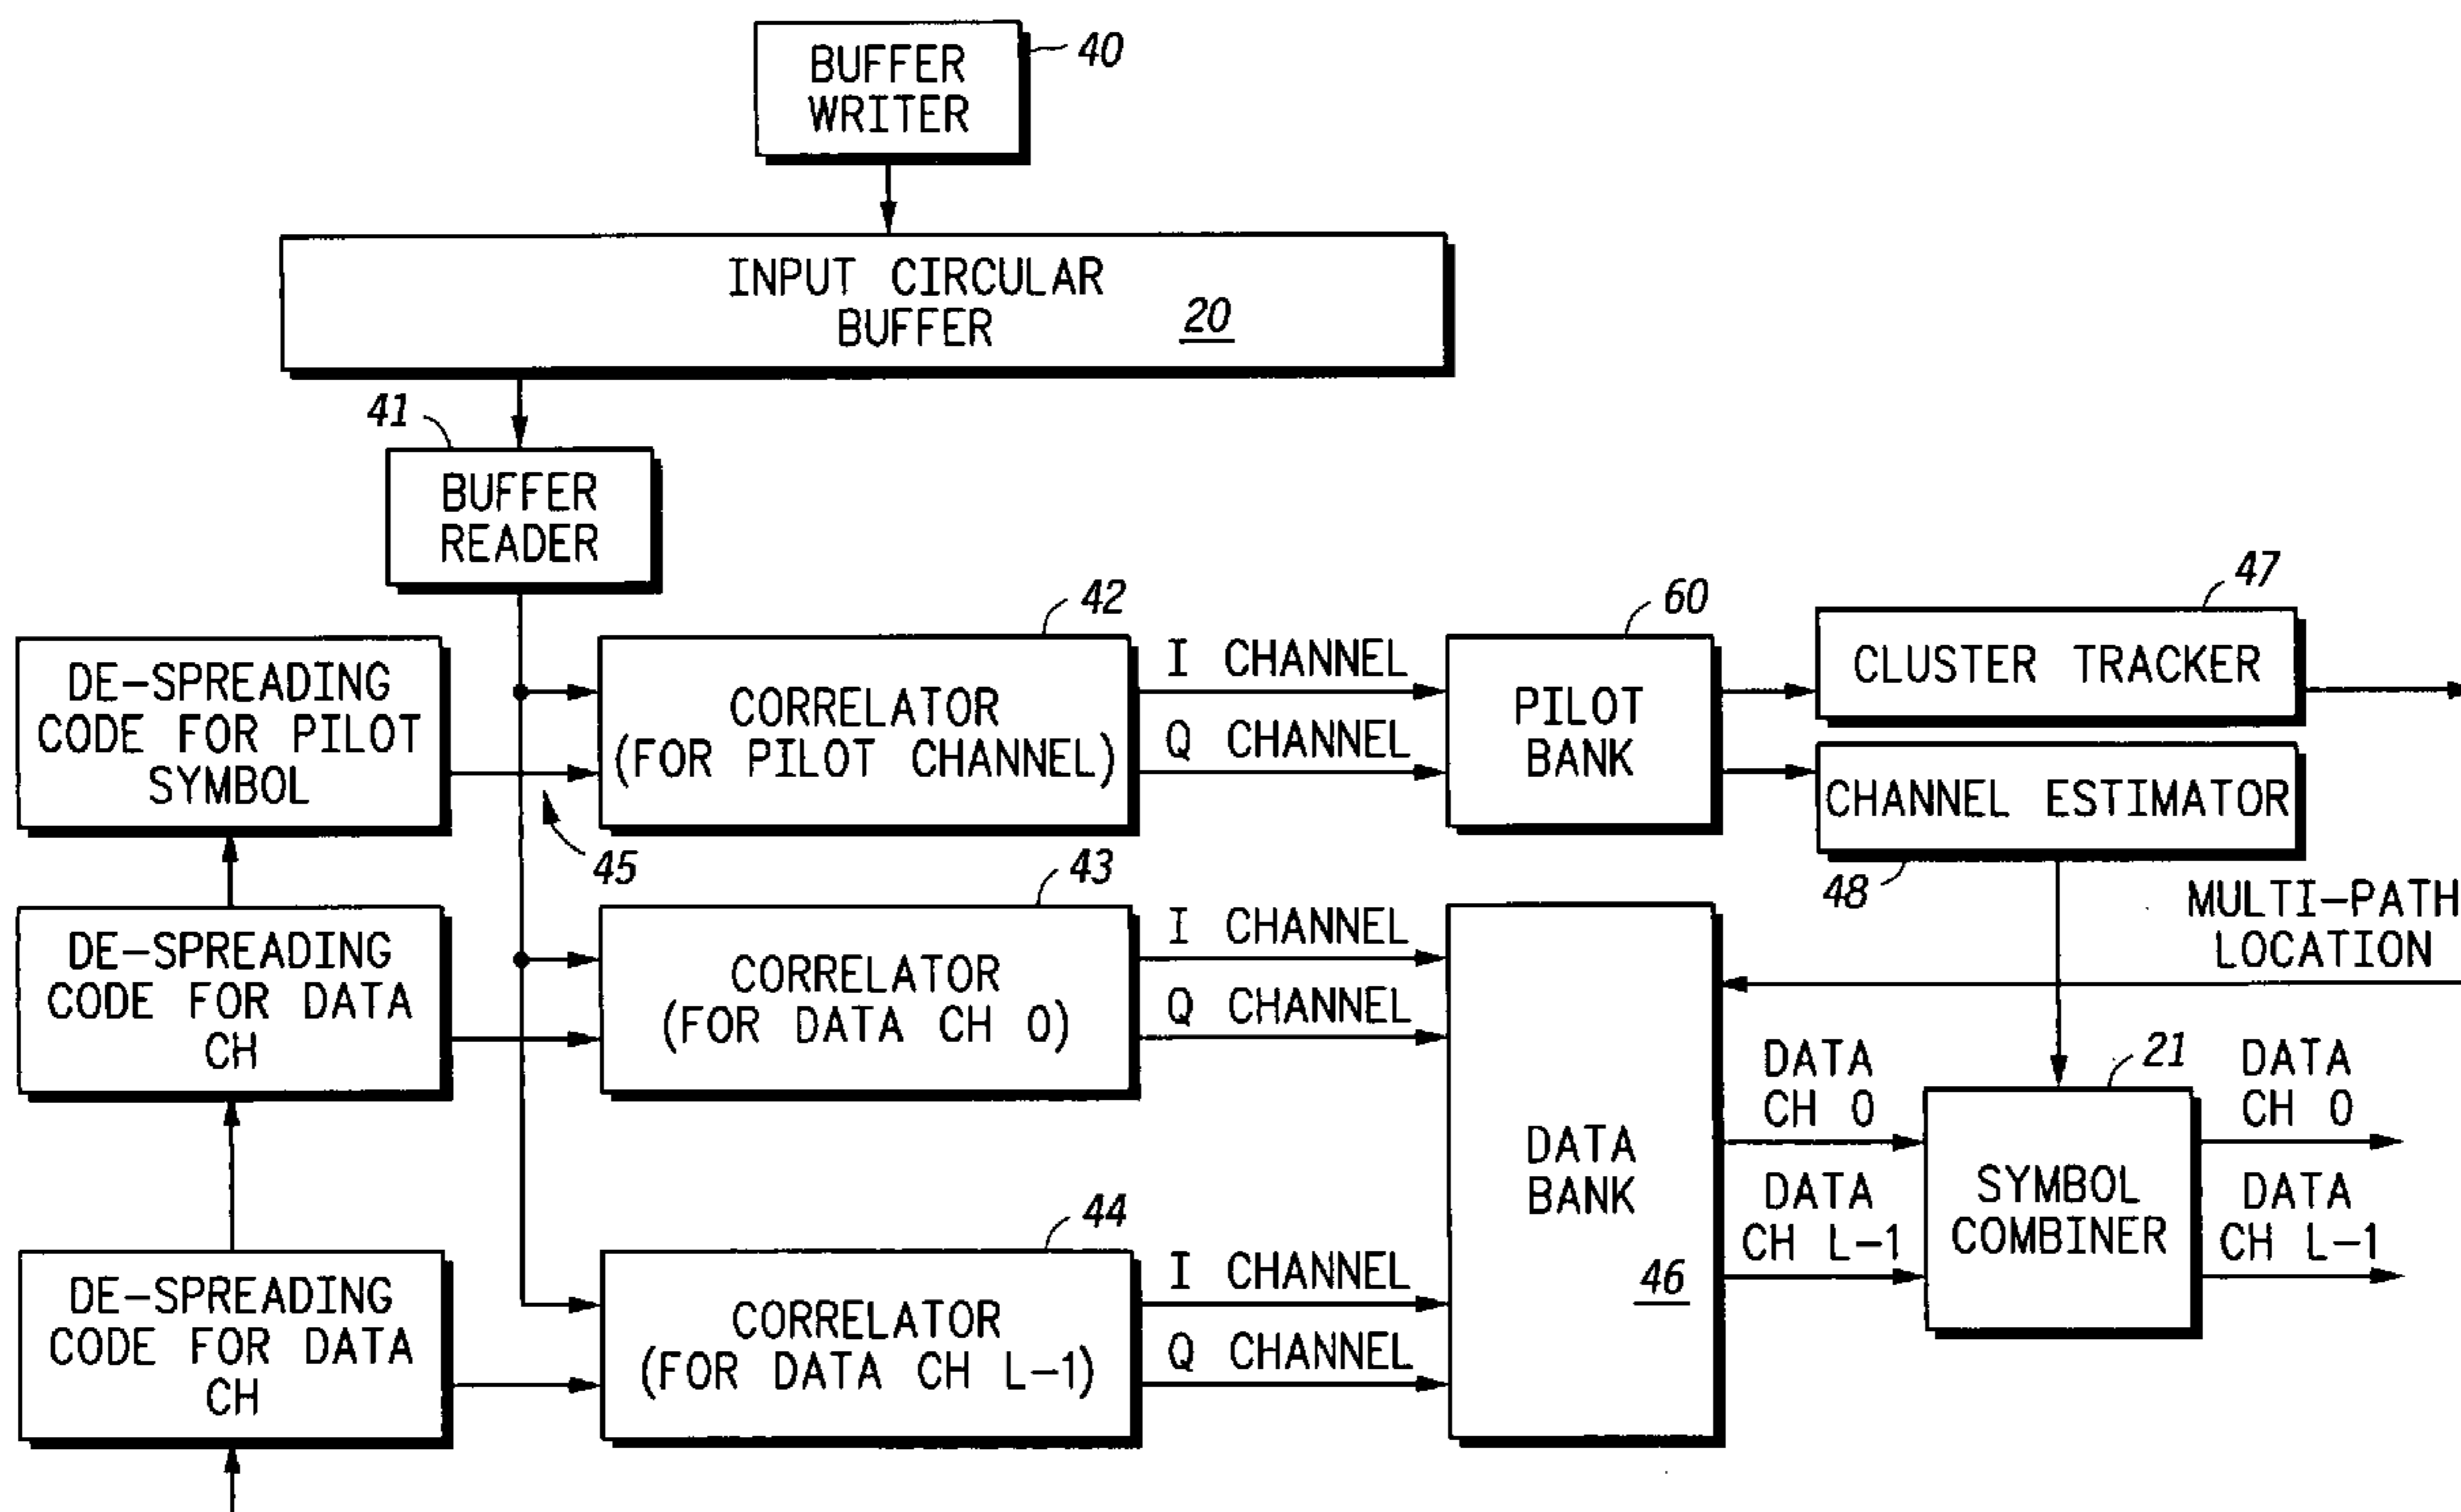 BUFFER
WRITER
40
INPUT CIRCULAR
BUFFER
20
41
BUFFER
READER
42
60
47
DE-SPREADING
CODE FOR PILOT
SYMBOL
CORRELATOR
(FOR PILOT CHANNEL)
I CHANNEL
Q CHANNEL
PILOT
BANK
CLUSTER TRACKER
CHANNEL ESTIMATOR
45
43
48
MULTI-PATH
LOCATION
DE-SPREADING
CODE FOR DATA
CH
CORRELATOR
(FOR DATA CH 0)
I CHANNEL
Q CHANNEL
DATA
BANK
46
DATA
CH 0
21
DATA
CH 0
DATA
CH L-1
SYMBOL
COMBINER
DATA
CH L-1
44
DE-SPREADING
CODE FOR DATA
CH
CORRELATOR
(FOR DATA CH L-1)
I CHANNEL
Q CHANNEL